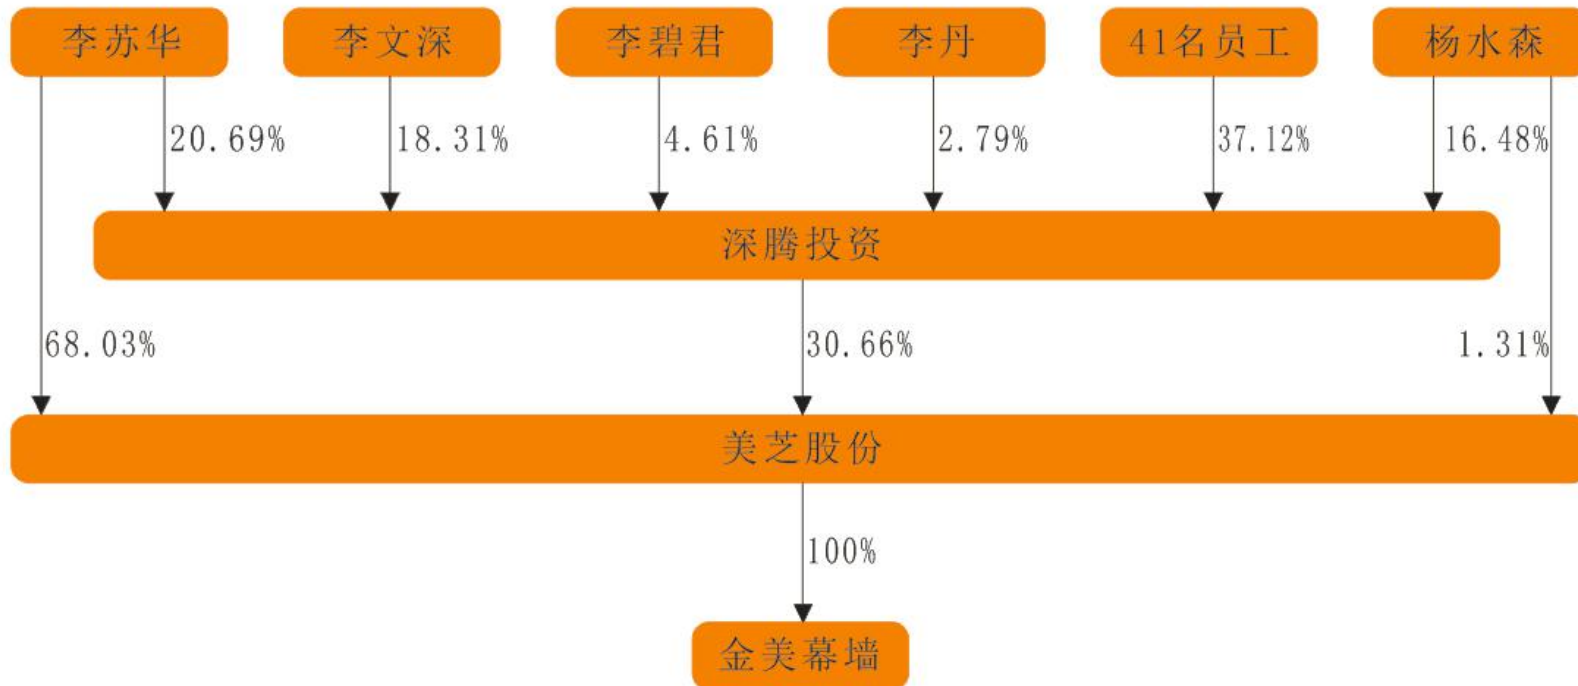 李苏华
李文深
李碧君
李丹
41名员工
杨水森
20.69%
18.31%
4.61%
2.79%
37.12%
16.48%
深腾投资
68.03%
30.66%
1.31%
美芝股份
100%
金美幕墙